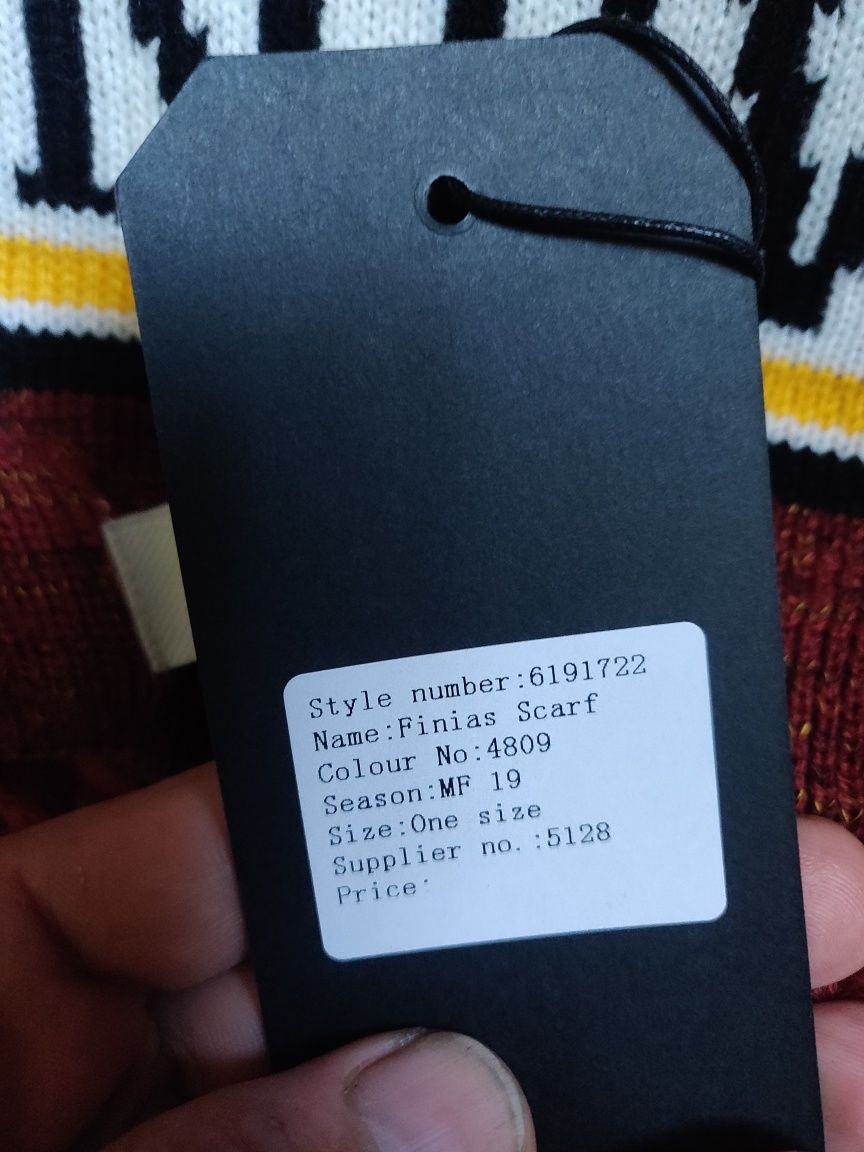 Style number:6191722
Name:Finias Scarf
Colour No:4809
Season:MF 19
Size:One size
Supplier no.:5128
Price: